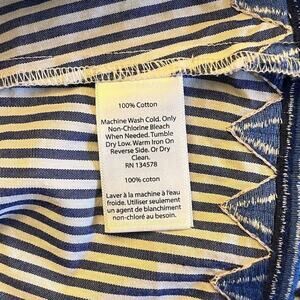 100% Cotton
Machine Wash Cold. Only
Non-Chlorine Bleach
When Needed. Tumble
Dry Low. Warm Iron On
Reverse Side. Or Dry
Clean.
RN 134578
100% coton
Laver à la machine à l'eau
froide. Utiliser seulement
un agent de blanchiment
non-chloré au besoin.